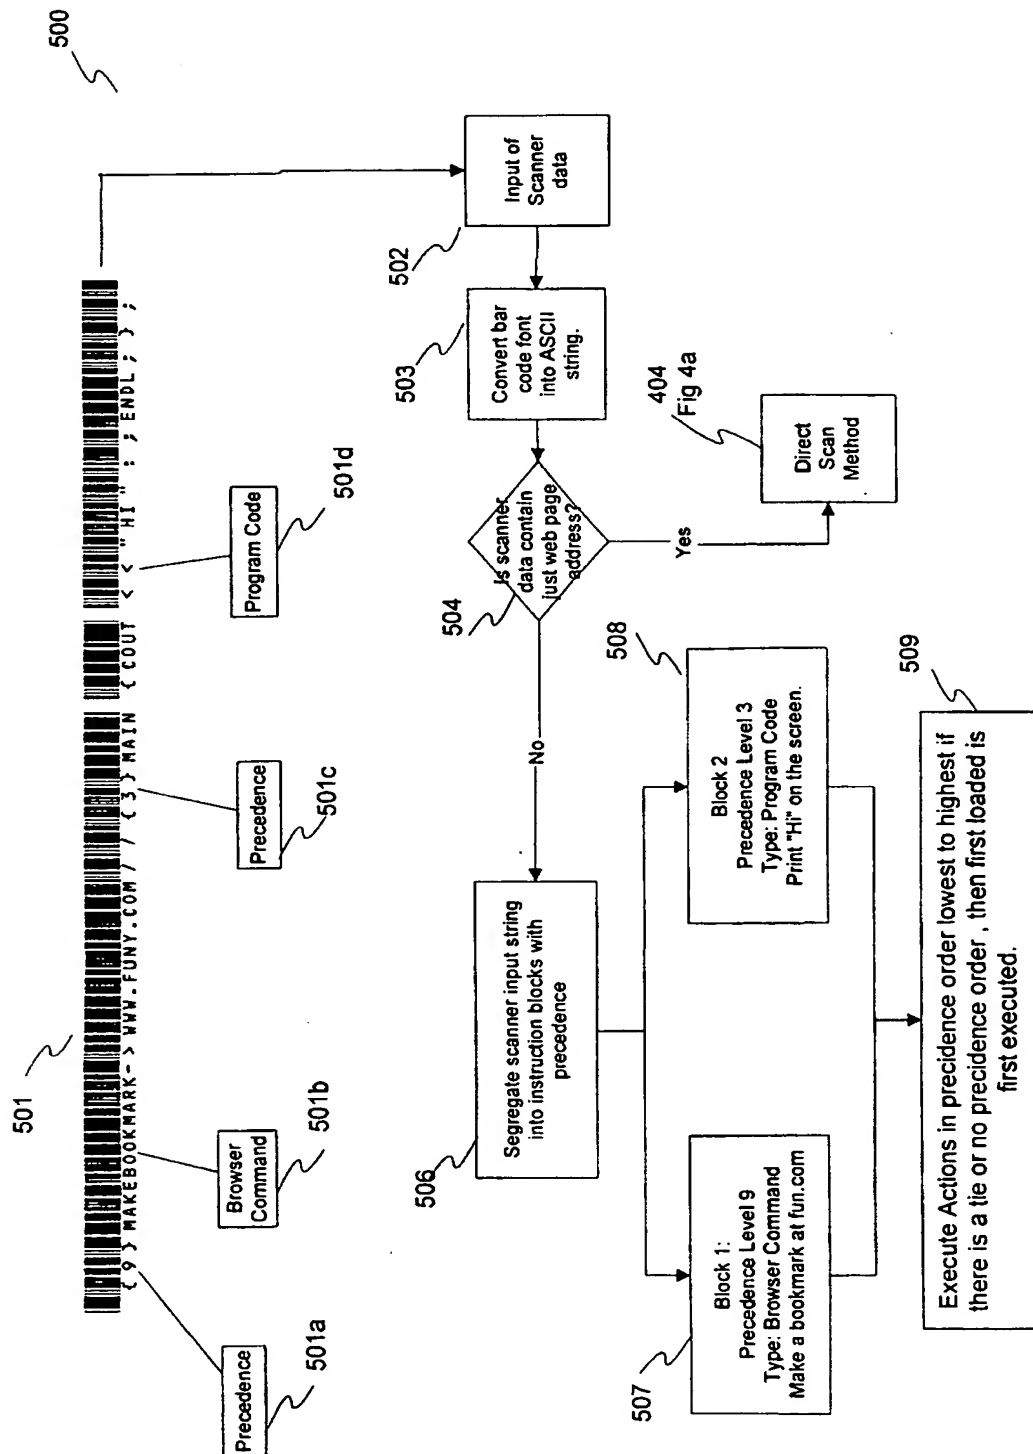 500
501
{9}MAKEBOOKMARK->WWW.FUNY.COM//{3}MAIN {COUT <<"HI" ; ;ENDL;};
Precedence
501a
Browser
Command
501b
Precedence
501c
Program Code
501d
Input of
Scanner
data
502
Convert bar
code font
into ASCII
string.
503
Is scanner
data contain
just web page
address?
504
Yes
404
Fig 4a
Direct
Scan
Method
No
Segregate scanner input string
into instruction blocks with
precedence
506
Block 1:
Precedence Level 9
Type: Browser Command
Make a bookmark at fun.com
507
Block 2
Precedence Level 3
Type: Program Code
Print "Hi" on the screen.
508
509
Execute Actions in precidence order lowest to highest if
there is a tie or no precidence order , then first loaded is
first executed.